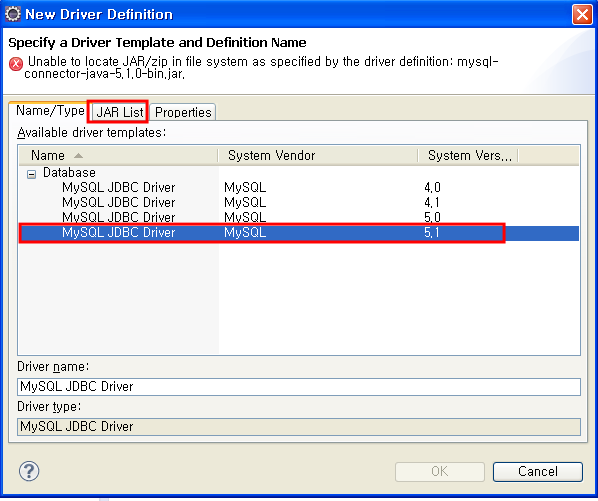 New Driver Definition
Specify a Driver Template and Definition Name
Unable to locate JAR/zip in file system as specified by the driver definition: mysql-
connector-java-5.1.0-bin.jar.
Name/Type JAR List Properties
Available driver templates:
Name System Vendor System Vers...
Database
MySQL JDBC Driver MySQL 4.0
MySQL JDBC Driver MySQL 4.1
MySQL JDBC Driver MySQL 5.0
MySQL JDBC Driver MySQL 5.1
Driver name:
MySQL JDBC Driver
Driver type:
MySQL JDBC Driver
? OK Cancel